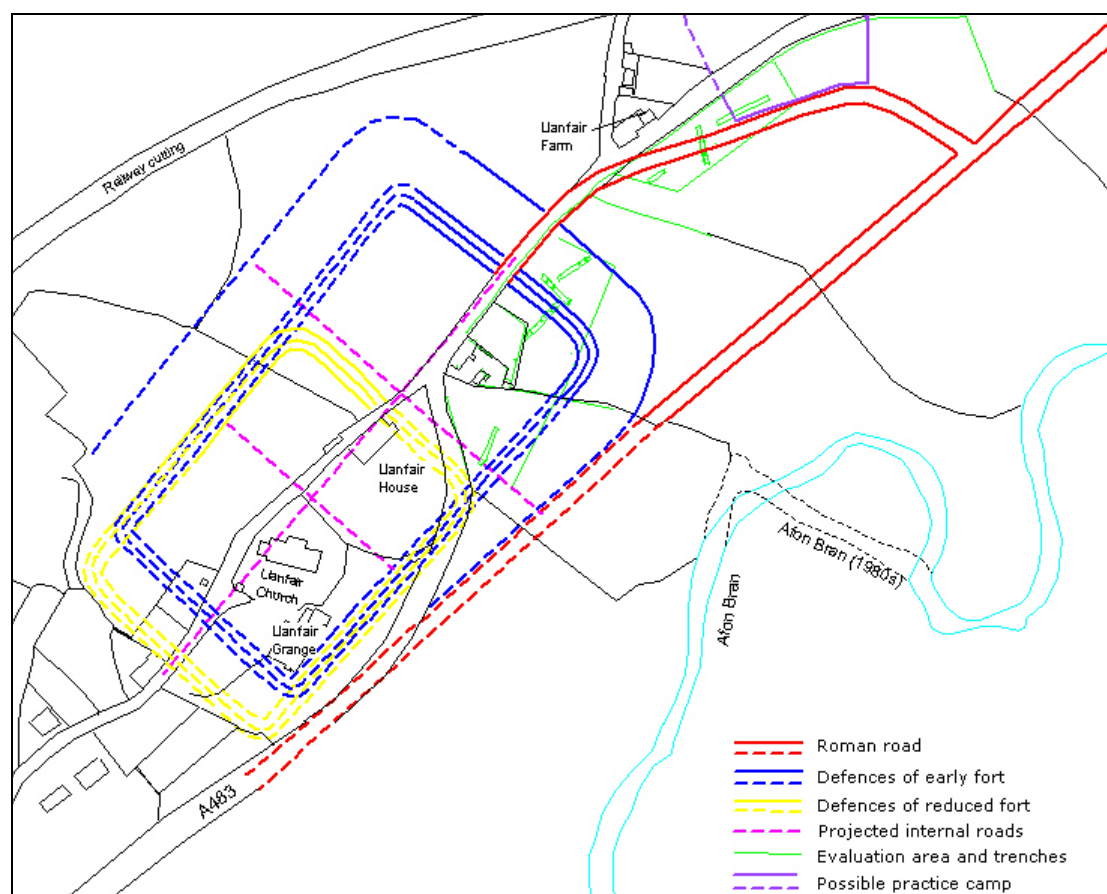 Railway cutting
Llanfair
Farm
Llanfair
House
Llanfair
Church
Llanfair
Grange
Afon Bran (1980s)
Afon Bran
A483
Roman road
Defences of early fort
Defences of reduced fort
Projected internal roads
Evaluation area and trenches
Possible practice camp